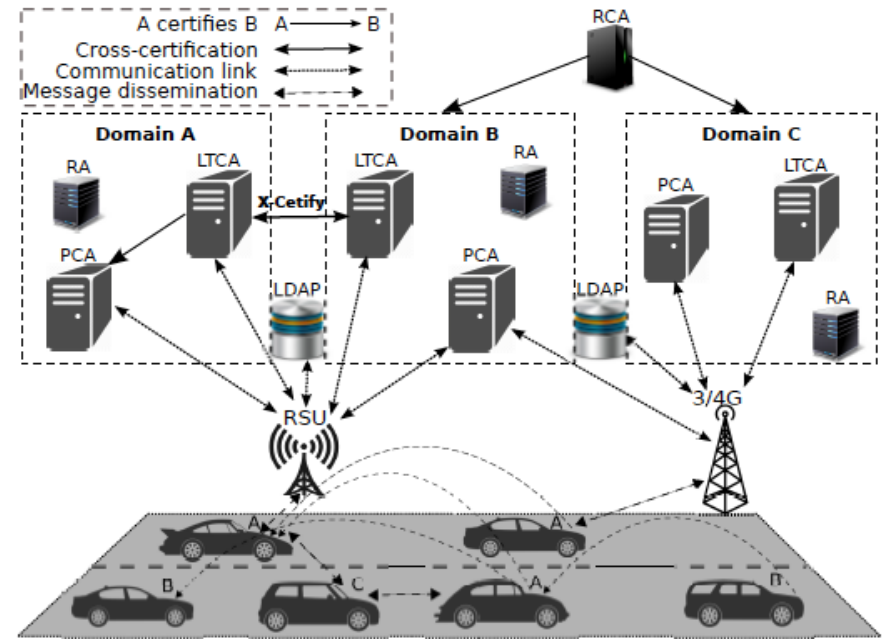 A certifies B A B
Cross-certification
Communication link
Message dissemination
RCA
Domain A
Domain B
Domain C
RA
LTCA
LTCA
RA
PCA
LTCA
X-Cetify
PCA
PCA
LDAP
LDAP
RA
3/4G
RSU
A
A
B
C
A
B